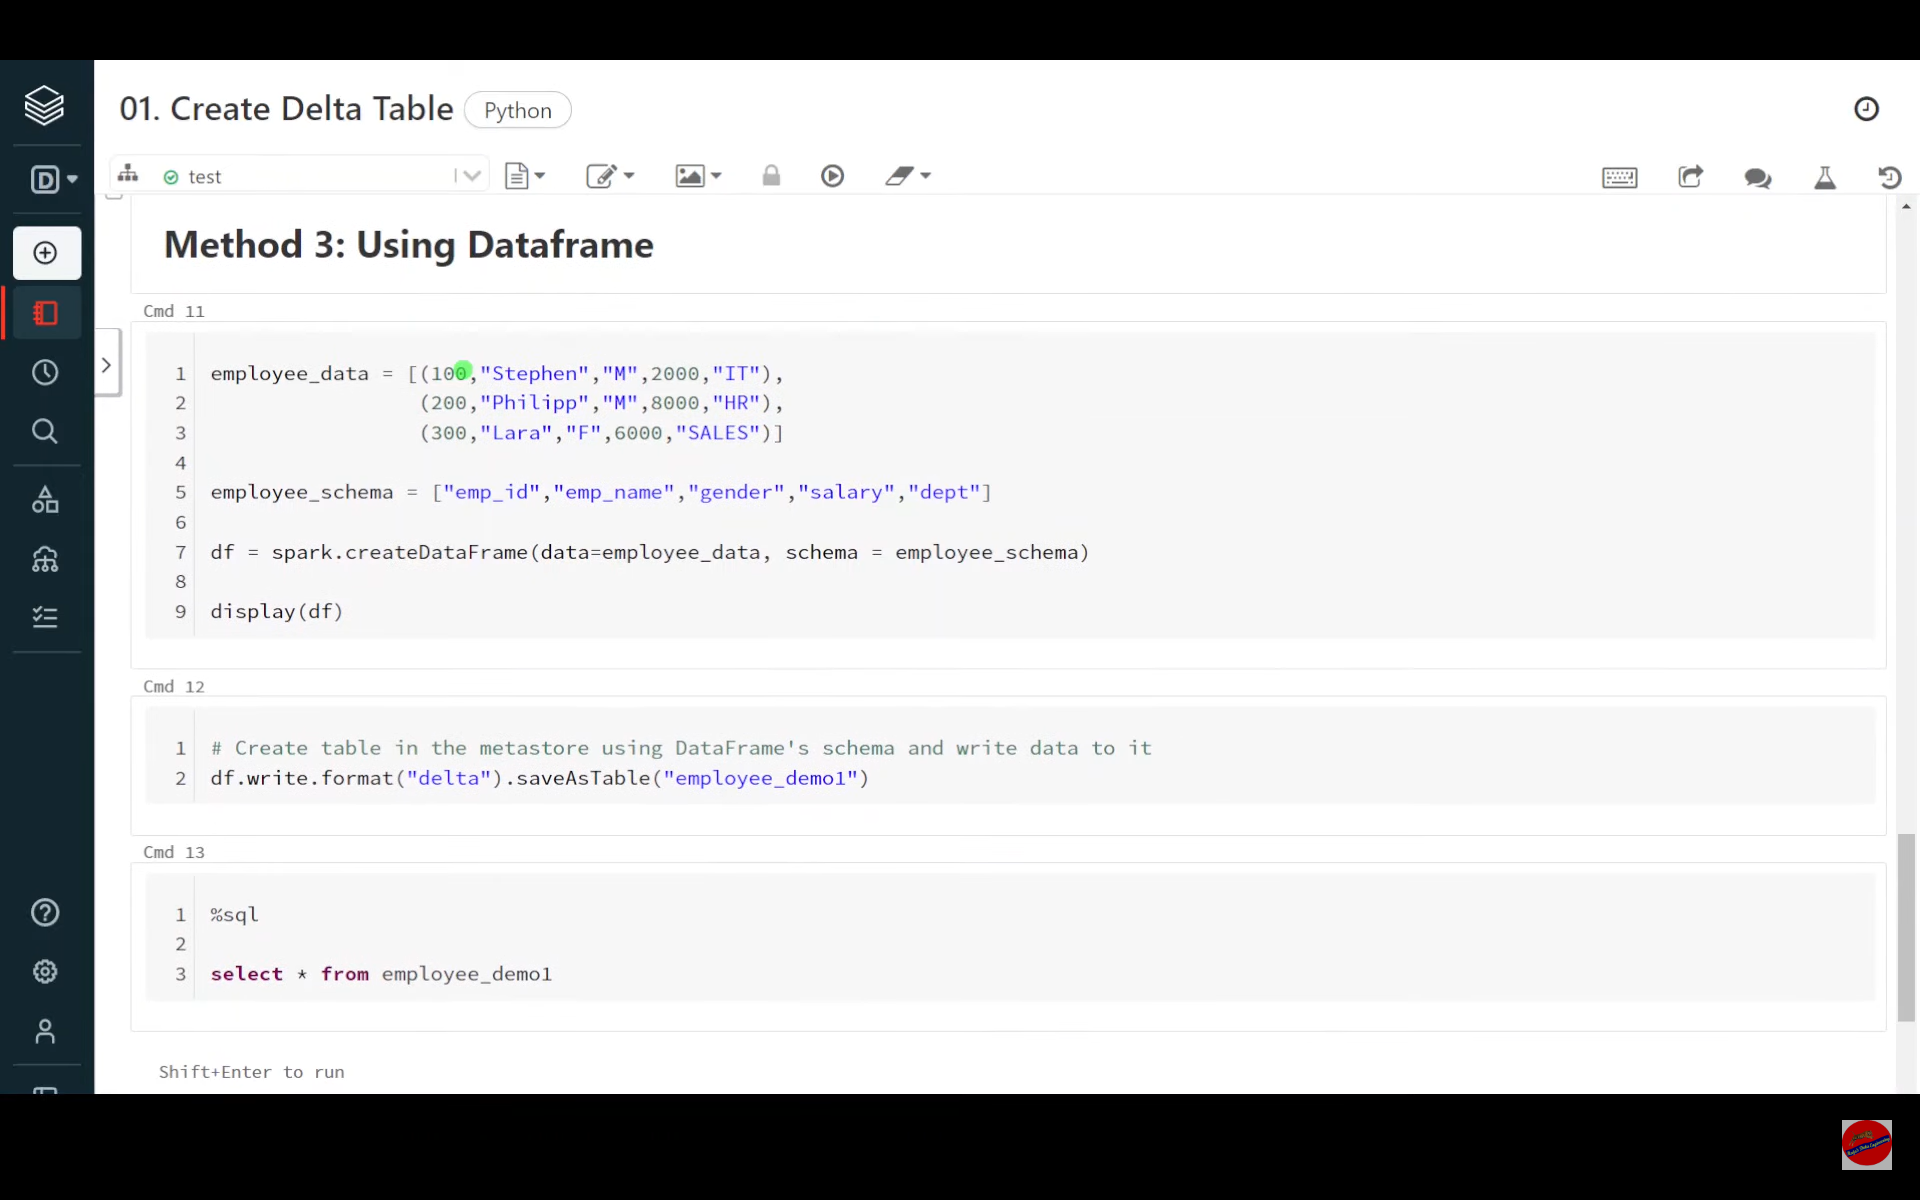 01. Create Delta Table
Python
test
Method 3: Using Dataframe
Cmd 11
1 employee_data = [(100,"Stephen","M",2000,"IT"),
2 (200,"Philipp","M",8000,"HR"),
3 (300,"Lara","F",6000,"SALES")]
4
5 employee_schema = ["emp_id","emp_name","gender","salary","dept"]
6
7 df = spark.createDataFrame(data=employee_data, schema = employee_schema)
8
9 display(df)
Cmd 12
1 # Create table in the metastore using DataFrame's schema and write data to it
2 df.write.format("delta").saveAsTable("employee_demo1")
Cmd 13
1 %sql
2
3 select * from employee_demo1
Shift+Enter to run